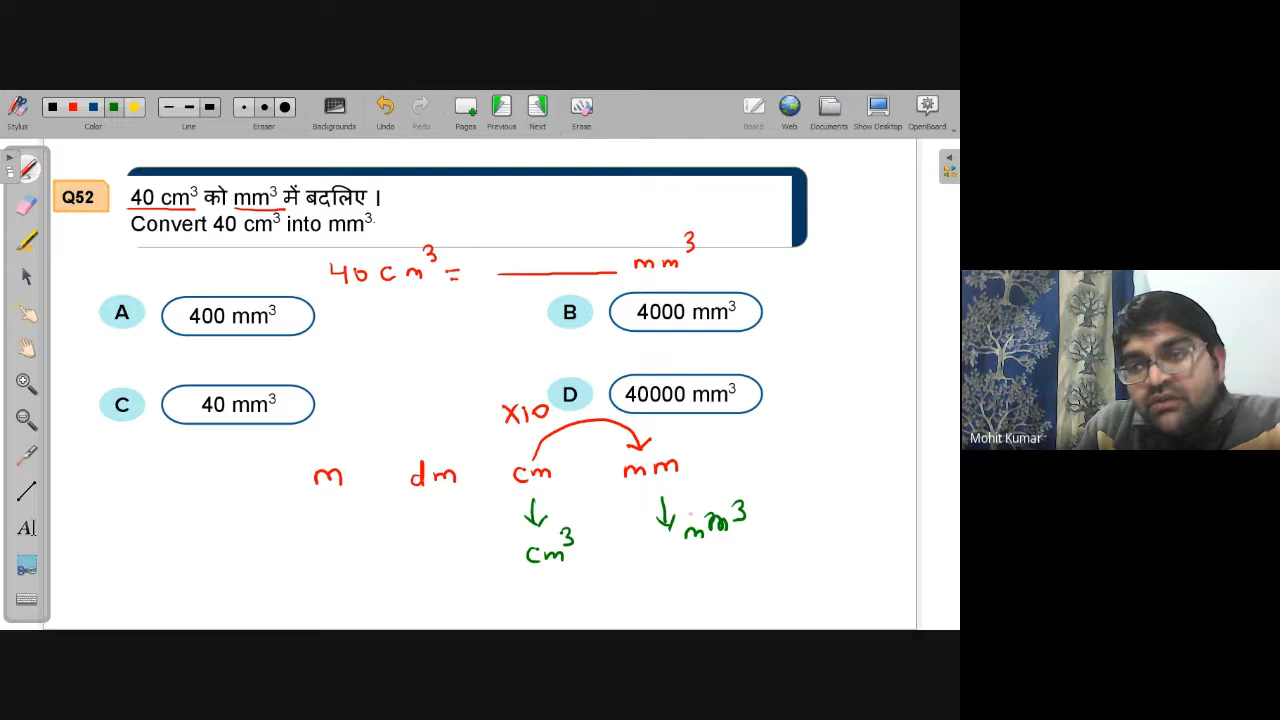 Stylus Color Line Eraser Backgrounds Undo Redo Pages Previous Next Erase Board Web Documents Show Desktop OpenBoard
Q52
40 cm³ को mm³ में बदलिए ।
Convert 40 cm³ into mm³.
40 cm³ = ______ mm³
A 400 mm³
B 4000 mm³
C 40 mm³
D 40000 mm³
X10
m dm cm mm
cm³ mm³
Mohit Kumar